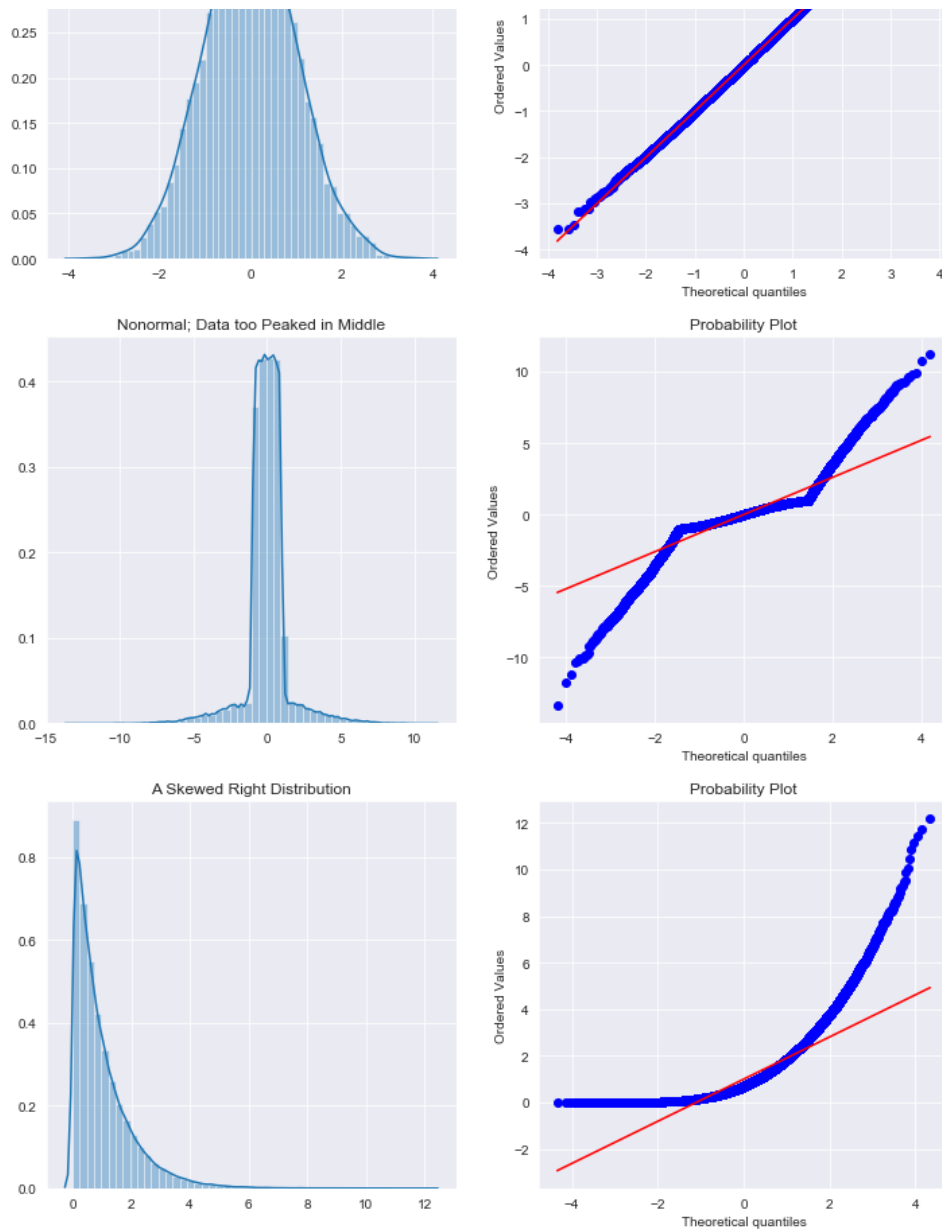 0.25
0.20
0.15
0.10
0.05
0.00
−4 −2 0 2 4
1
0
−1
−2
−3
−4
Ordered Values
−4 −3 −2 −1 0 1 2 3 4
Theoretical quantiles
Nonormal; Data too Peaked in Middle
0.4
0.3
0.2
0.1
0.0
−15 −10 −5 0 5 10
Probability Plot
10
5
0
−5
−10
Ordered Values
−4 −2 0 2 4
Theoretical quantiles
A Skewed Right Distribution
0.8
0.6
0.4
0.2
0.0
0 2 4 6 8 10 12
Probability Plot
12
10
8
6
4
2
0
−2
Ordered Values
−4 −2 0 2 4
Theoretical quantiles